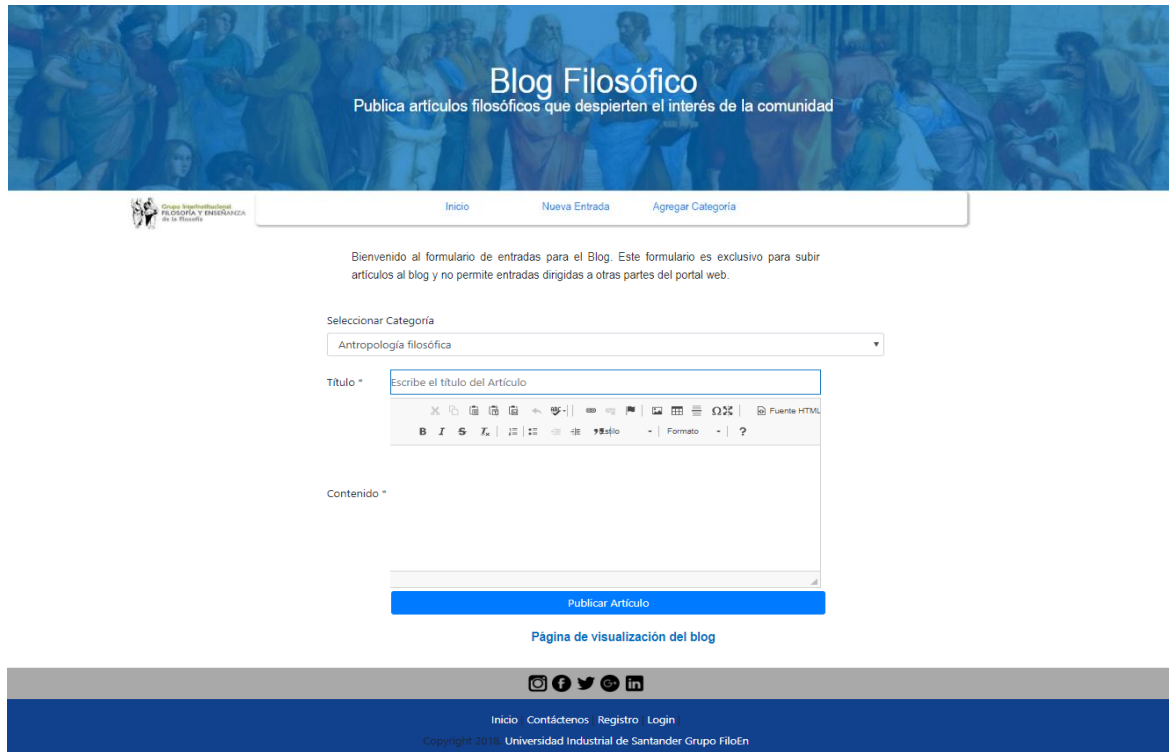 Blog Filosófico
Publica artículos filosóficos que despierten el interés de la comunidad
Grupo Interinstitucional
FILOSOFÍA Y ENSEÑANZA
de la filosofía
Inicio Nueva Entrada Agregar Categoría
Bienvenido al formulario de entradas para el Blog. Este formulario es exclusivo para subir
artículos al blog y no permite entradas dirigidas a otras partes del portal web.
Seleccionar Categoría
Antropología filosófica
Título *
Escribe el título del Artículo
Fuente HTML
B I S Tx Formato ?
Contenido *
Publicar Artículo
Página de visualización del blog
Inicio Contáctenos Registro Login
Copyright 2018. Universidad Industrial de Santander Grupo FiloEn